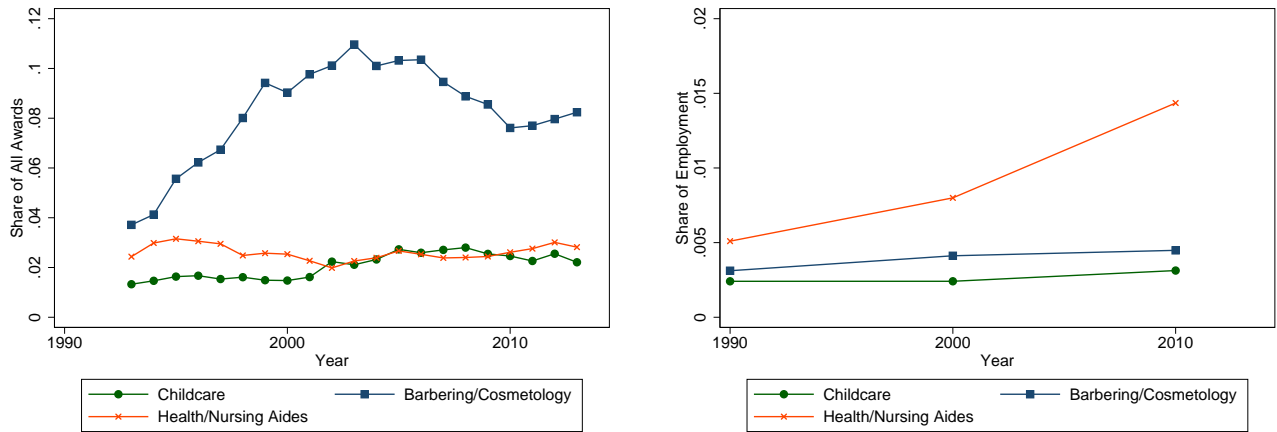 Share of All Awards
.12
.1
.08
.06
.04
.02
0
1990 2000 2010
Year
Childcare Barbering/Cosmetology
Health/Nursing Aides
Share of Employment
.02
.015
.01
.005
0
1990 2000 2010
Year
Childcare Barbering/Cosmetology
Health/Nursing Aides